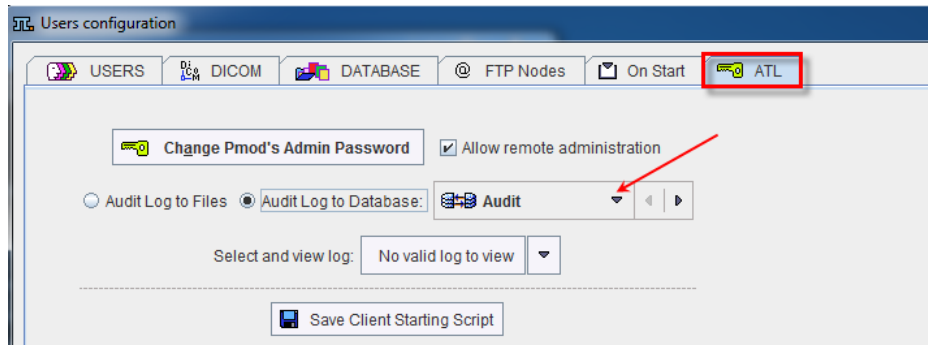 Users configuration
USERS DICOM DATABASE @ FTP Nodes On Start ATL
Change Pmod's Admin Password Allow remote administration
Audit Log to Files Audit Log to Database: Audit
Select and view log: No valid log to view
Save Client Starting Script